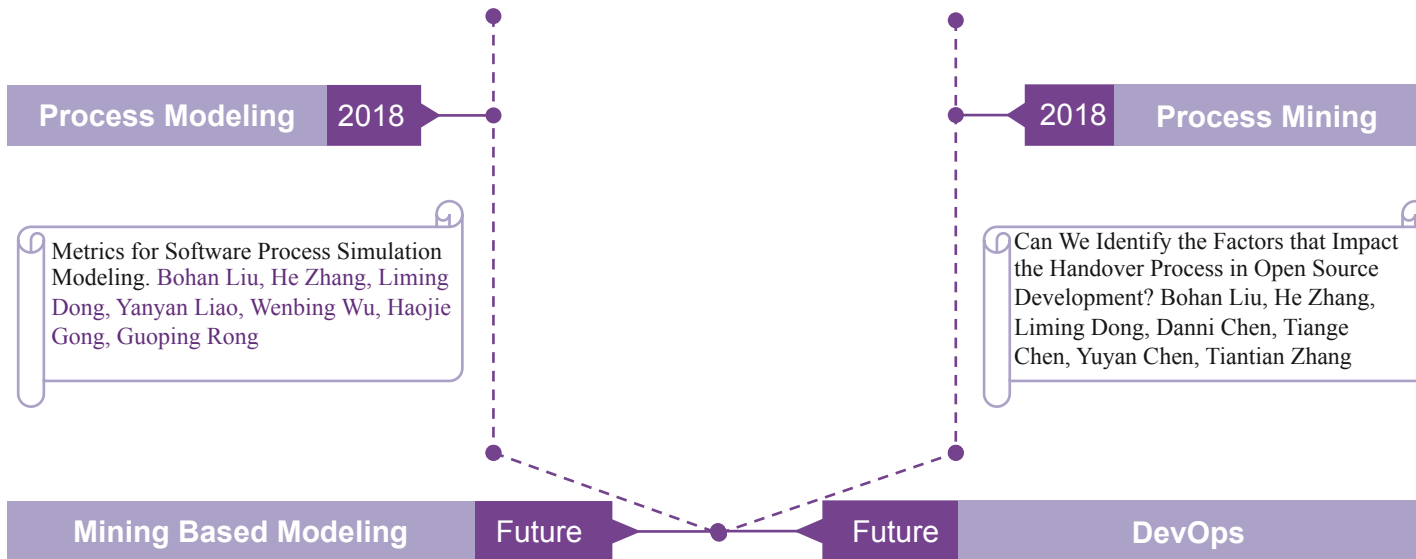 Process Modeling 2018
2018 Process Mining
Metrics for Software Process Simulation
Modeling. Bohan Liu, He Zhang, Liming
Dong, Yanyan Liao, Wenbing Wu, Haojie
Gong, Guoping Rong
Can We Identify the Factors that Impact
the Handover Process in Open Source
Development? Bohan Liu, He Zhang,
Liming Dong, Danni Chen, Tiange
Chen, Yuyan Chen, Tiantian Zhang
Mining Based Modeling Future
Future DevOps